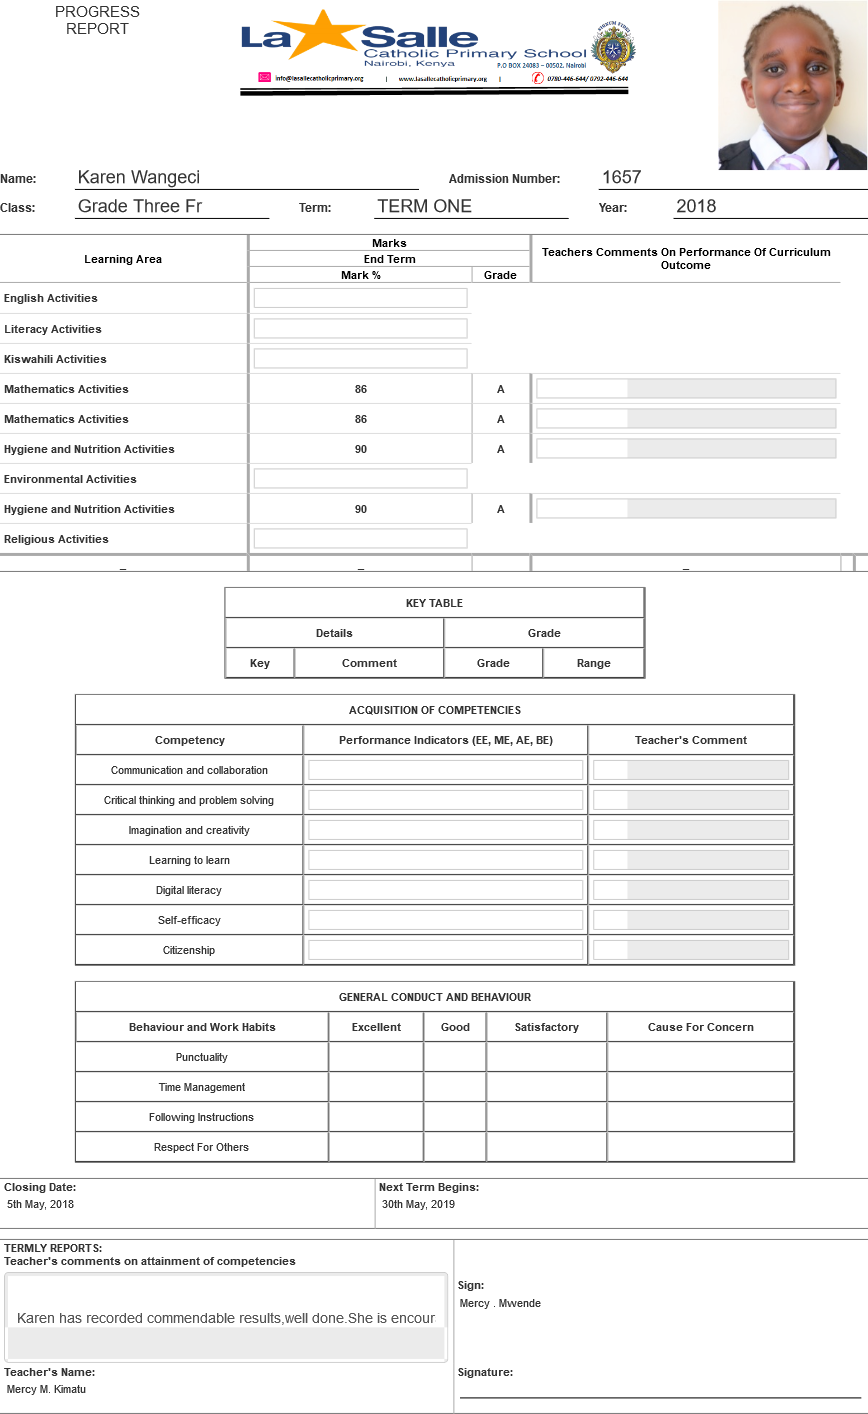 PROGRESS
REPORT
La Salle
Catholic Primary School
Nairobi, Kenya
P.O BOX 24083 – 00502, Nairobi
info@lasallecatholicprimary.org | www.lasallecatholicprimary.org | 0780-446-644/ 0792-446-644
Name: Karen Wangeci Admission Number: 1657
Class: Grade Three Fr Term: TERM ONE Year: 2018
Learning Area Marks Teachers Comments On Performance Of Curriculum Outcome
End Term
Mark % Grade
English Activities
Literacy Activities
Kiswahili Activities
Mathematics Activities 86 A
Mathematics Activities 86 A
Hygiene and Nutrition Activities 90 A
Environmental Activities
Hygiene and Nutrition Activities 90 A
Religious Activities
_ _ _
KEY TABLE
Details Grade
Key Comment Grade Range
ACQUISITION OF COMPETENCIES
Competency Performance Indicators (EE, ME, AE, BE) Teacher's Comment
Communication and collaboration
Critical thinking and problem solving
Imagination and creativity
Learning to learn
Digital literacy
Self-efficacy
Citizenship
GENERAL CONDUCT AND BEHAVIOUR
Behaviour and Work Habits Excellent Good Satisfactory Cause For Concern
Punctuality
Time Management
Following Instructions
Respect For Others
Closing Date: Next Term Begins:
5th May, 2018 30th May, 2019
TERMLY REPORTS:
Teacher's comments on attainment of competencies
Sign:
Mercy . Mwende
Karen has recorded commendable results,well done.She is encour
Teacher's Name: Signature:
Mercy M. Kimatu